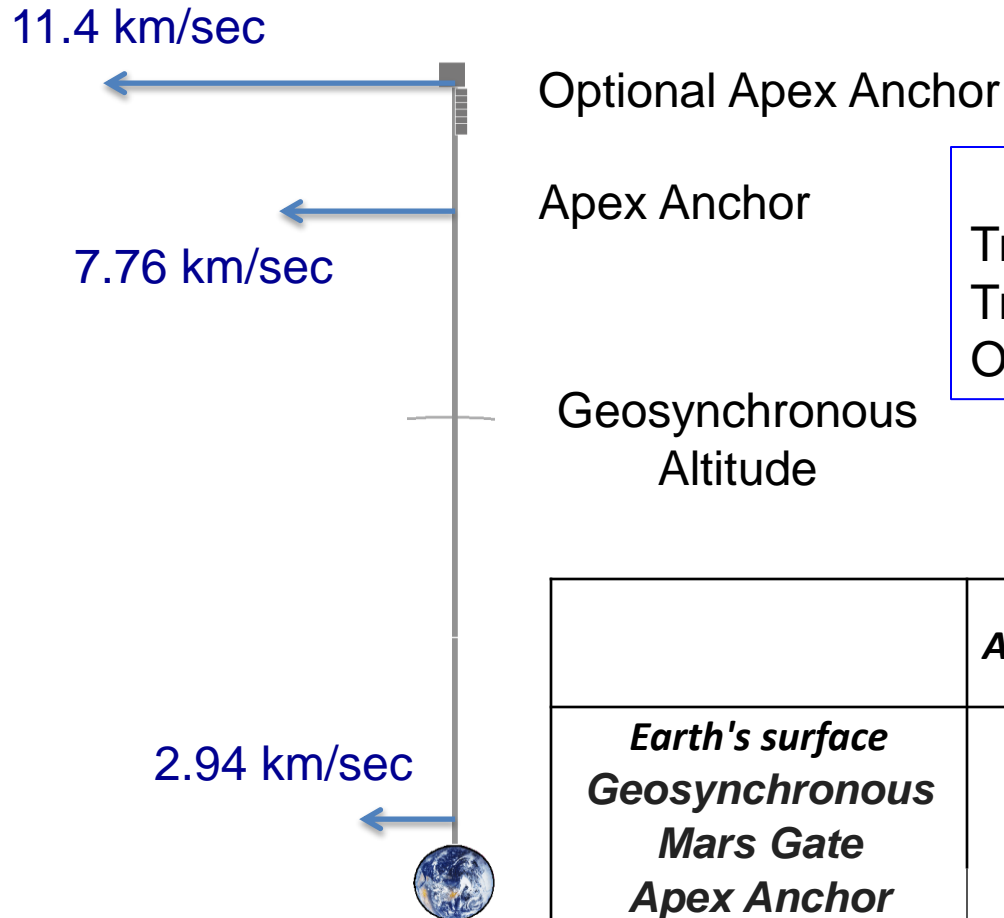 11.4 km/sec
Optional Apex Anchor
Apex Anchor
7.76 km/sec
Geosynchronous
Altitude
2.94 km/sec
Earth's surface
Geosynchronous
Mars Gate
Apex Anchor